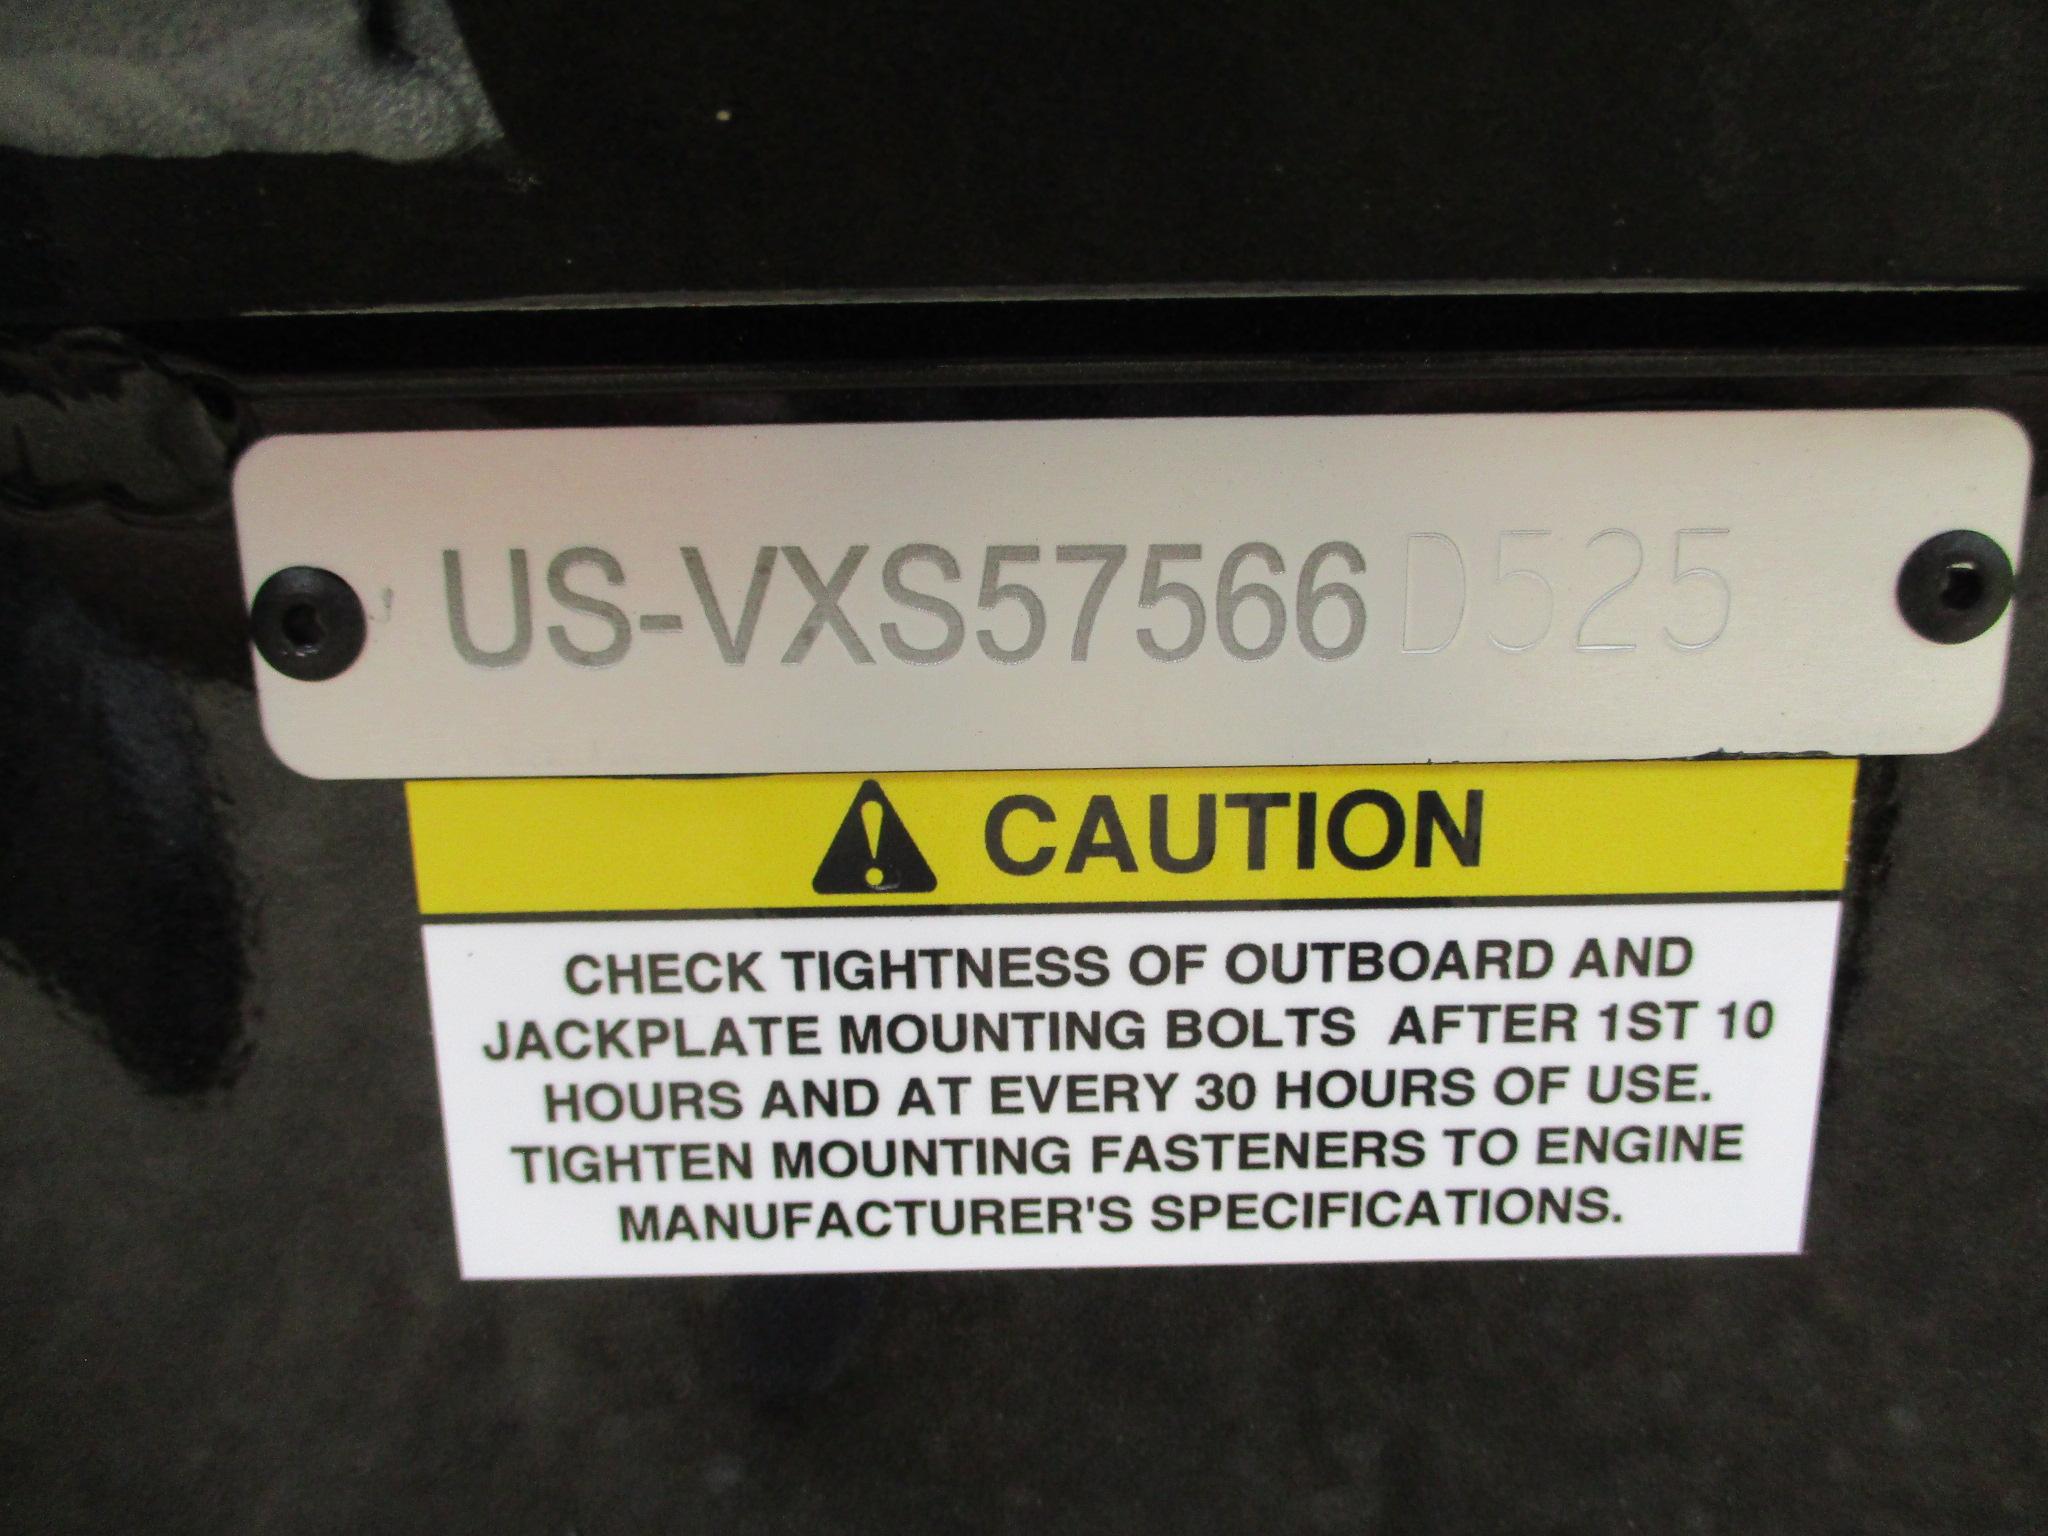 US-VXS57566D525
CAUTION
CHECK TIGHTNESS OF OUTBOARD AND
JACKPLATE MOUNTING BOLTS AFTER 1ST 10
HOURS AND AT EVERY 30 HOURS OF USE.
TIGHTEN MOUNTING FASTENERS TO ENGINE
MANUFACTURER'S SPECIFICATIONS.